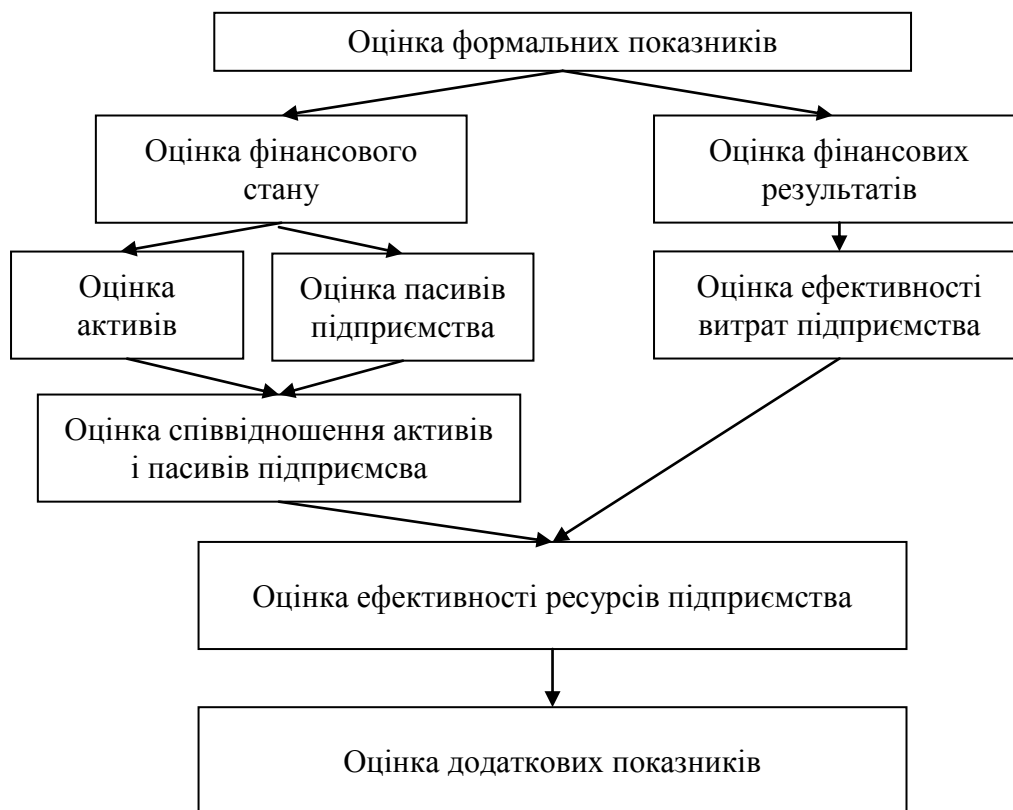 Оцінка формальних показників
Оцінка фінансового
стану
Оцінка фінансових
результатів
Оцінка
активів
Оцінка пасивів
підприємства
Оцінка ефективності
витрат підприємства
Оцінка співвідношення активів
і пасивів підприємсва
Оцінка ефективності ресурсів підприємства
Оцінка додаткових показників